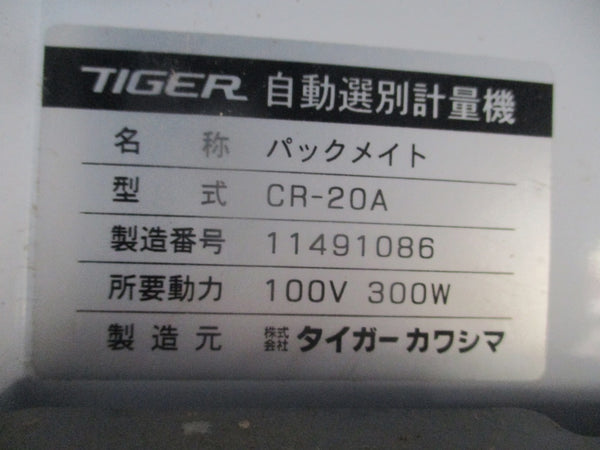 TIGER 自動選別計量機
名称 パックメイト
型式 CR-20A
製造番号 11491086
所要動力 100V 300W
製造元 株式会社 タイガーカワシマ